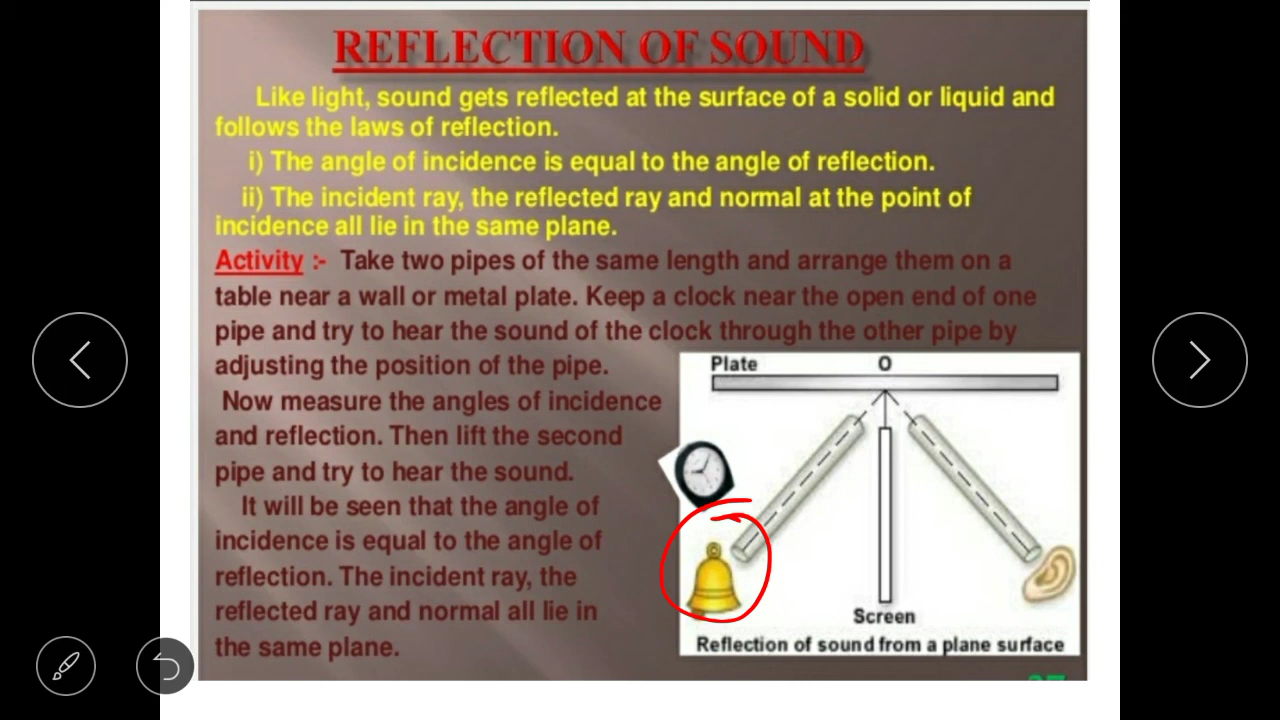 REFLECTION OF SOUND
Like light, sound gets reflected at the surface of a solid or liquid and
follows the laws of reflection.
i) The angle of incidence is equal to the angle of reflection.
ii) The incident ray, the reflected ray and normal at the point of
incidence all lie in the same plane.
Activity :- Take two pipes of the same length and arrange them on a
table near a wall or metal plate. Keep a clock near the open end of one
pipe and try to hear the sound of the clock through the other pipe by
adjusting the position of the pipe.
Now measure the angles of incidence
and reflection. Then lift the second
pipe and try to hear the sound.
It will be seen that the angle of
incidence is equal to the angle of
reflection. The incident ray, the
reflected ray and normal all lie in
the same plane.
Plate O
Screen
Reflection of sound from a plane surface